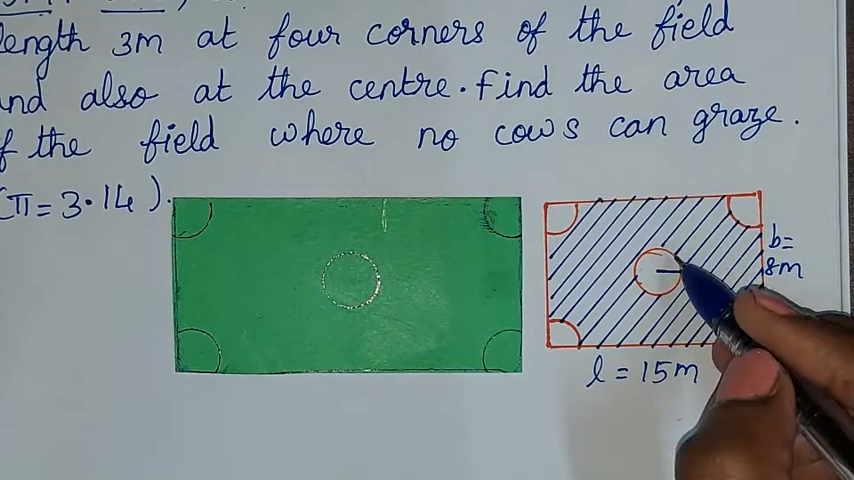 length 3m at four corners of the field
and also at the centre. find the area
of the field where no cows can graze.
(π = 3.14).
b=
8m
l = 15m